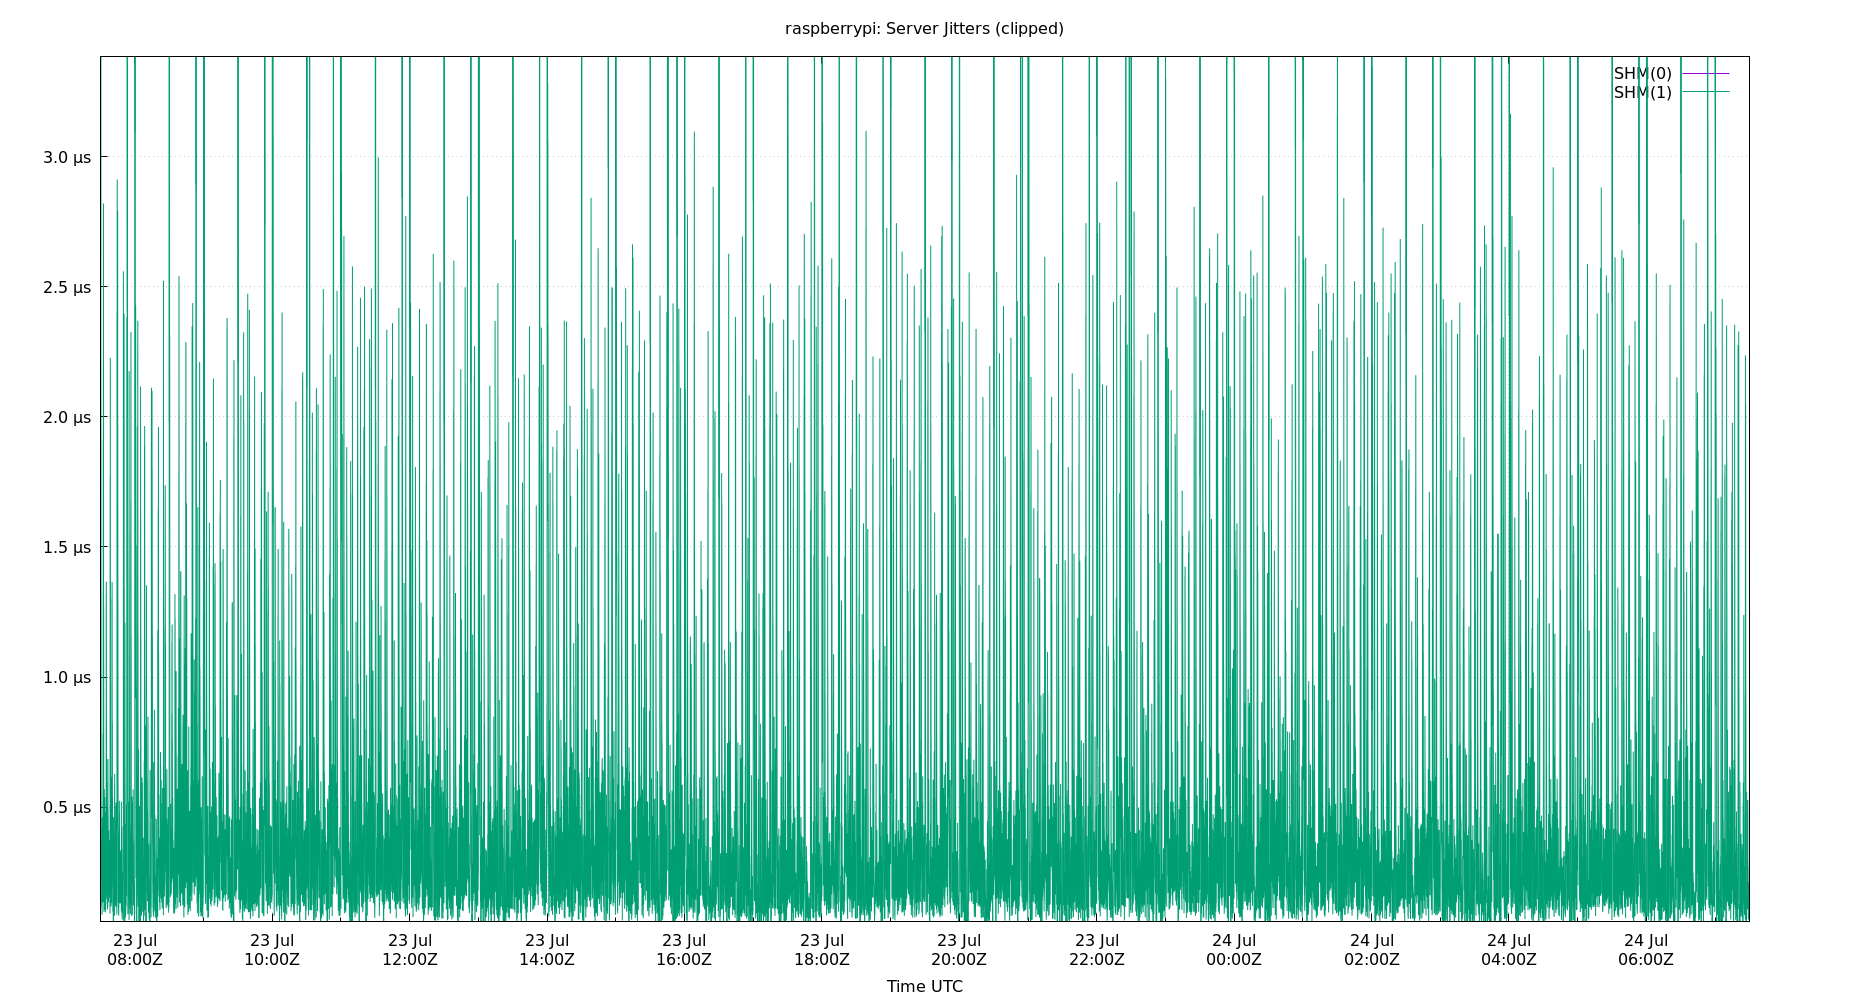 raspberrypi: Server Jitters (clipped)
SHM(0)
SHM(1)
3.0 μs
2.5 μs
2.0 μs
1.5 μs
1.0 μs
0.5 μs
23 Jul 23 Jul 23 Jul 23 Jul 23 Jul 23 Jul 23 Jul 23 Jul 24 Jul 24 Jul 24 Jul 24 Jul
08:00Z 10:00Z 12:00Z 14:00Z 16:00Z 18:00Z 20:00Z 22:00Z 00:00Z 02:00Z 04:00Z 06:00Z
Time UTC